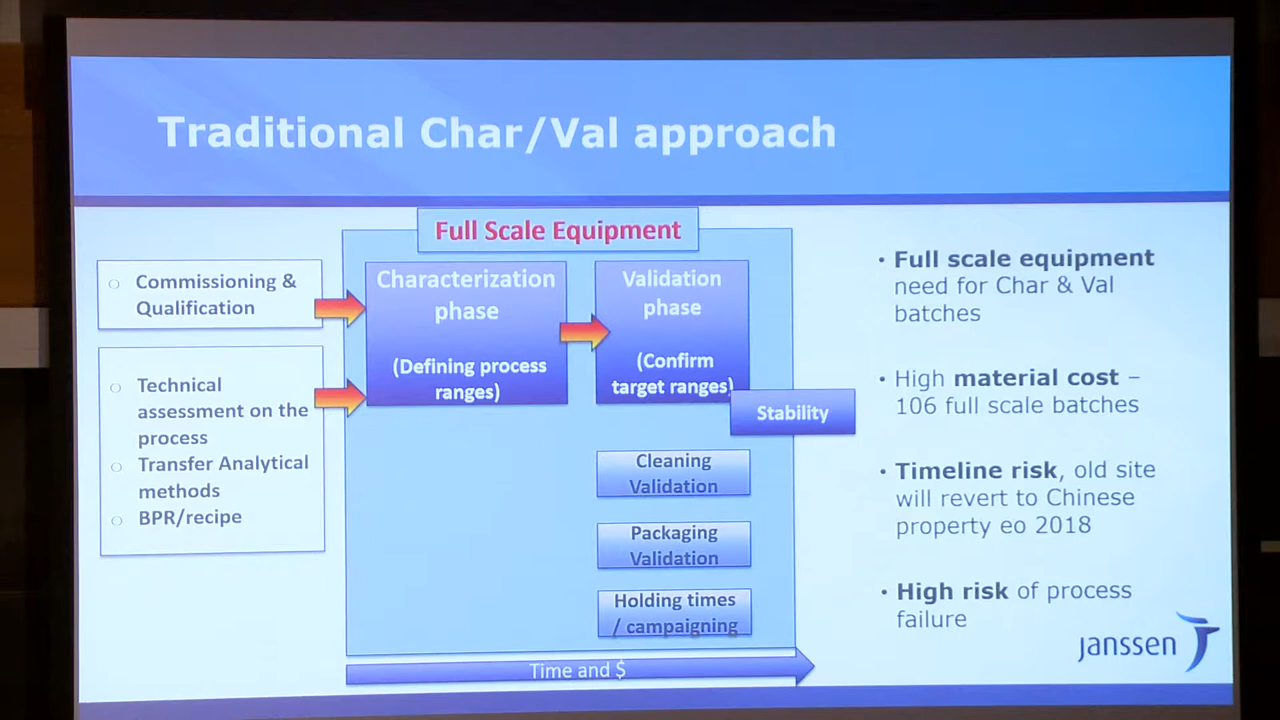 Traditional Char/Val approach
Full Scale Equipment
Commissioning &
Qualification
Technical
assessment on the
process
Transfer Analytical
methods
BPR/recipe
Characterization
phase
(Defining process
ranges)
Validation
phase
(Confirm
target ranges)
Stability
Cleaning
Validation
Packaging
Validation
Holding times
/ campaigning
Time and $
• Full scale equipment
need for Char & Val
batches
• High material cost –
106 full scale batches
• Timeline risk, old site
will revert to Chinese
property eo 2018
• High risk of process
failure
Janssen